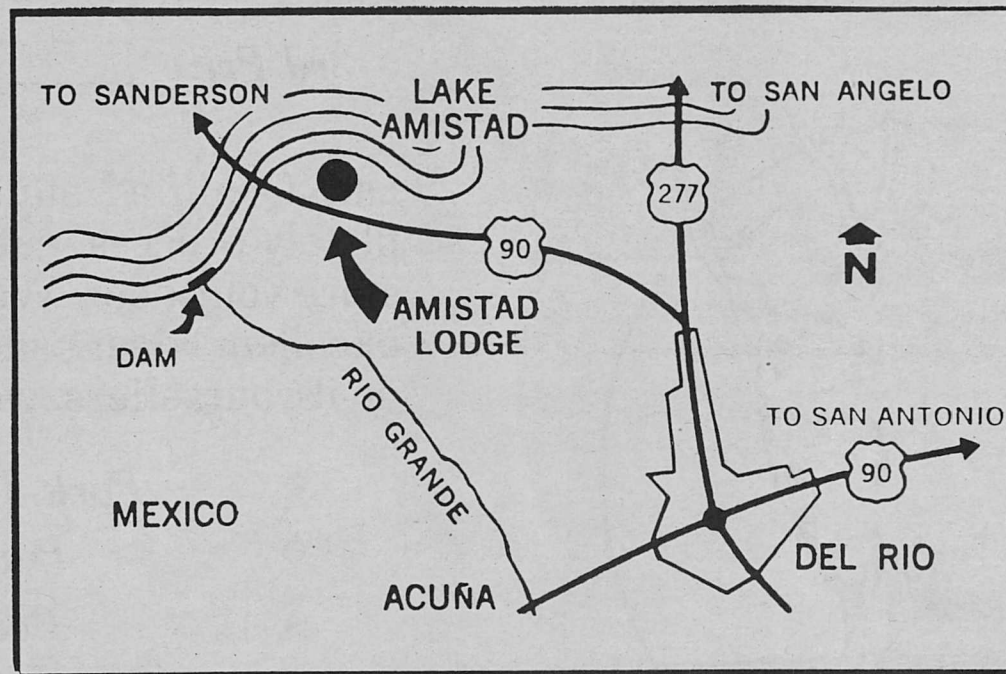 TO SANDERSON
LAKE
AMISTAD
TO SAN ANGELO
277
90
N
AMISTAD
LODGE
DAM
RIO GRANDE
TO SAN ANTONIO
90
MEXICO
DEL RIO
ACUÑA